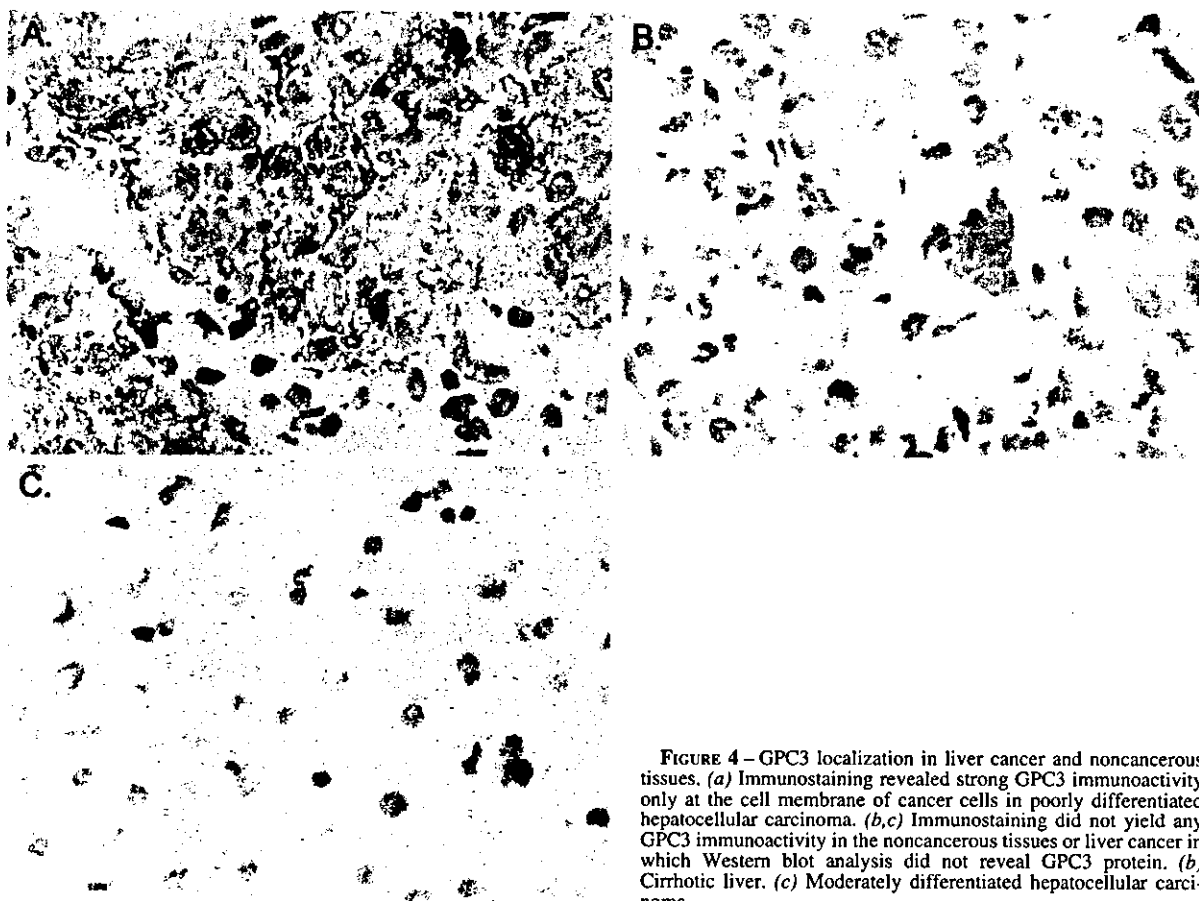 A.
B.
C.
FIGURE 4 – GPC3 localization in liver cancer and noncancerous
tissues. (a) Immunostaining revealed strong GPC3 immunoactivity
only at the cell membrane of cancer cells in poorly differentiated
hepatocellular carcinoma. (b,c) Immunostaining did not yield any
GPC3 immunoactivity in the noncancerous tissues or liver cancer in
which Western blot analysis did not reveal GPC3 protein. (b)
Cirrhotic liver. (c) Moderately differentiated hepatocellular carci-